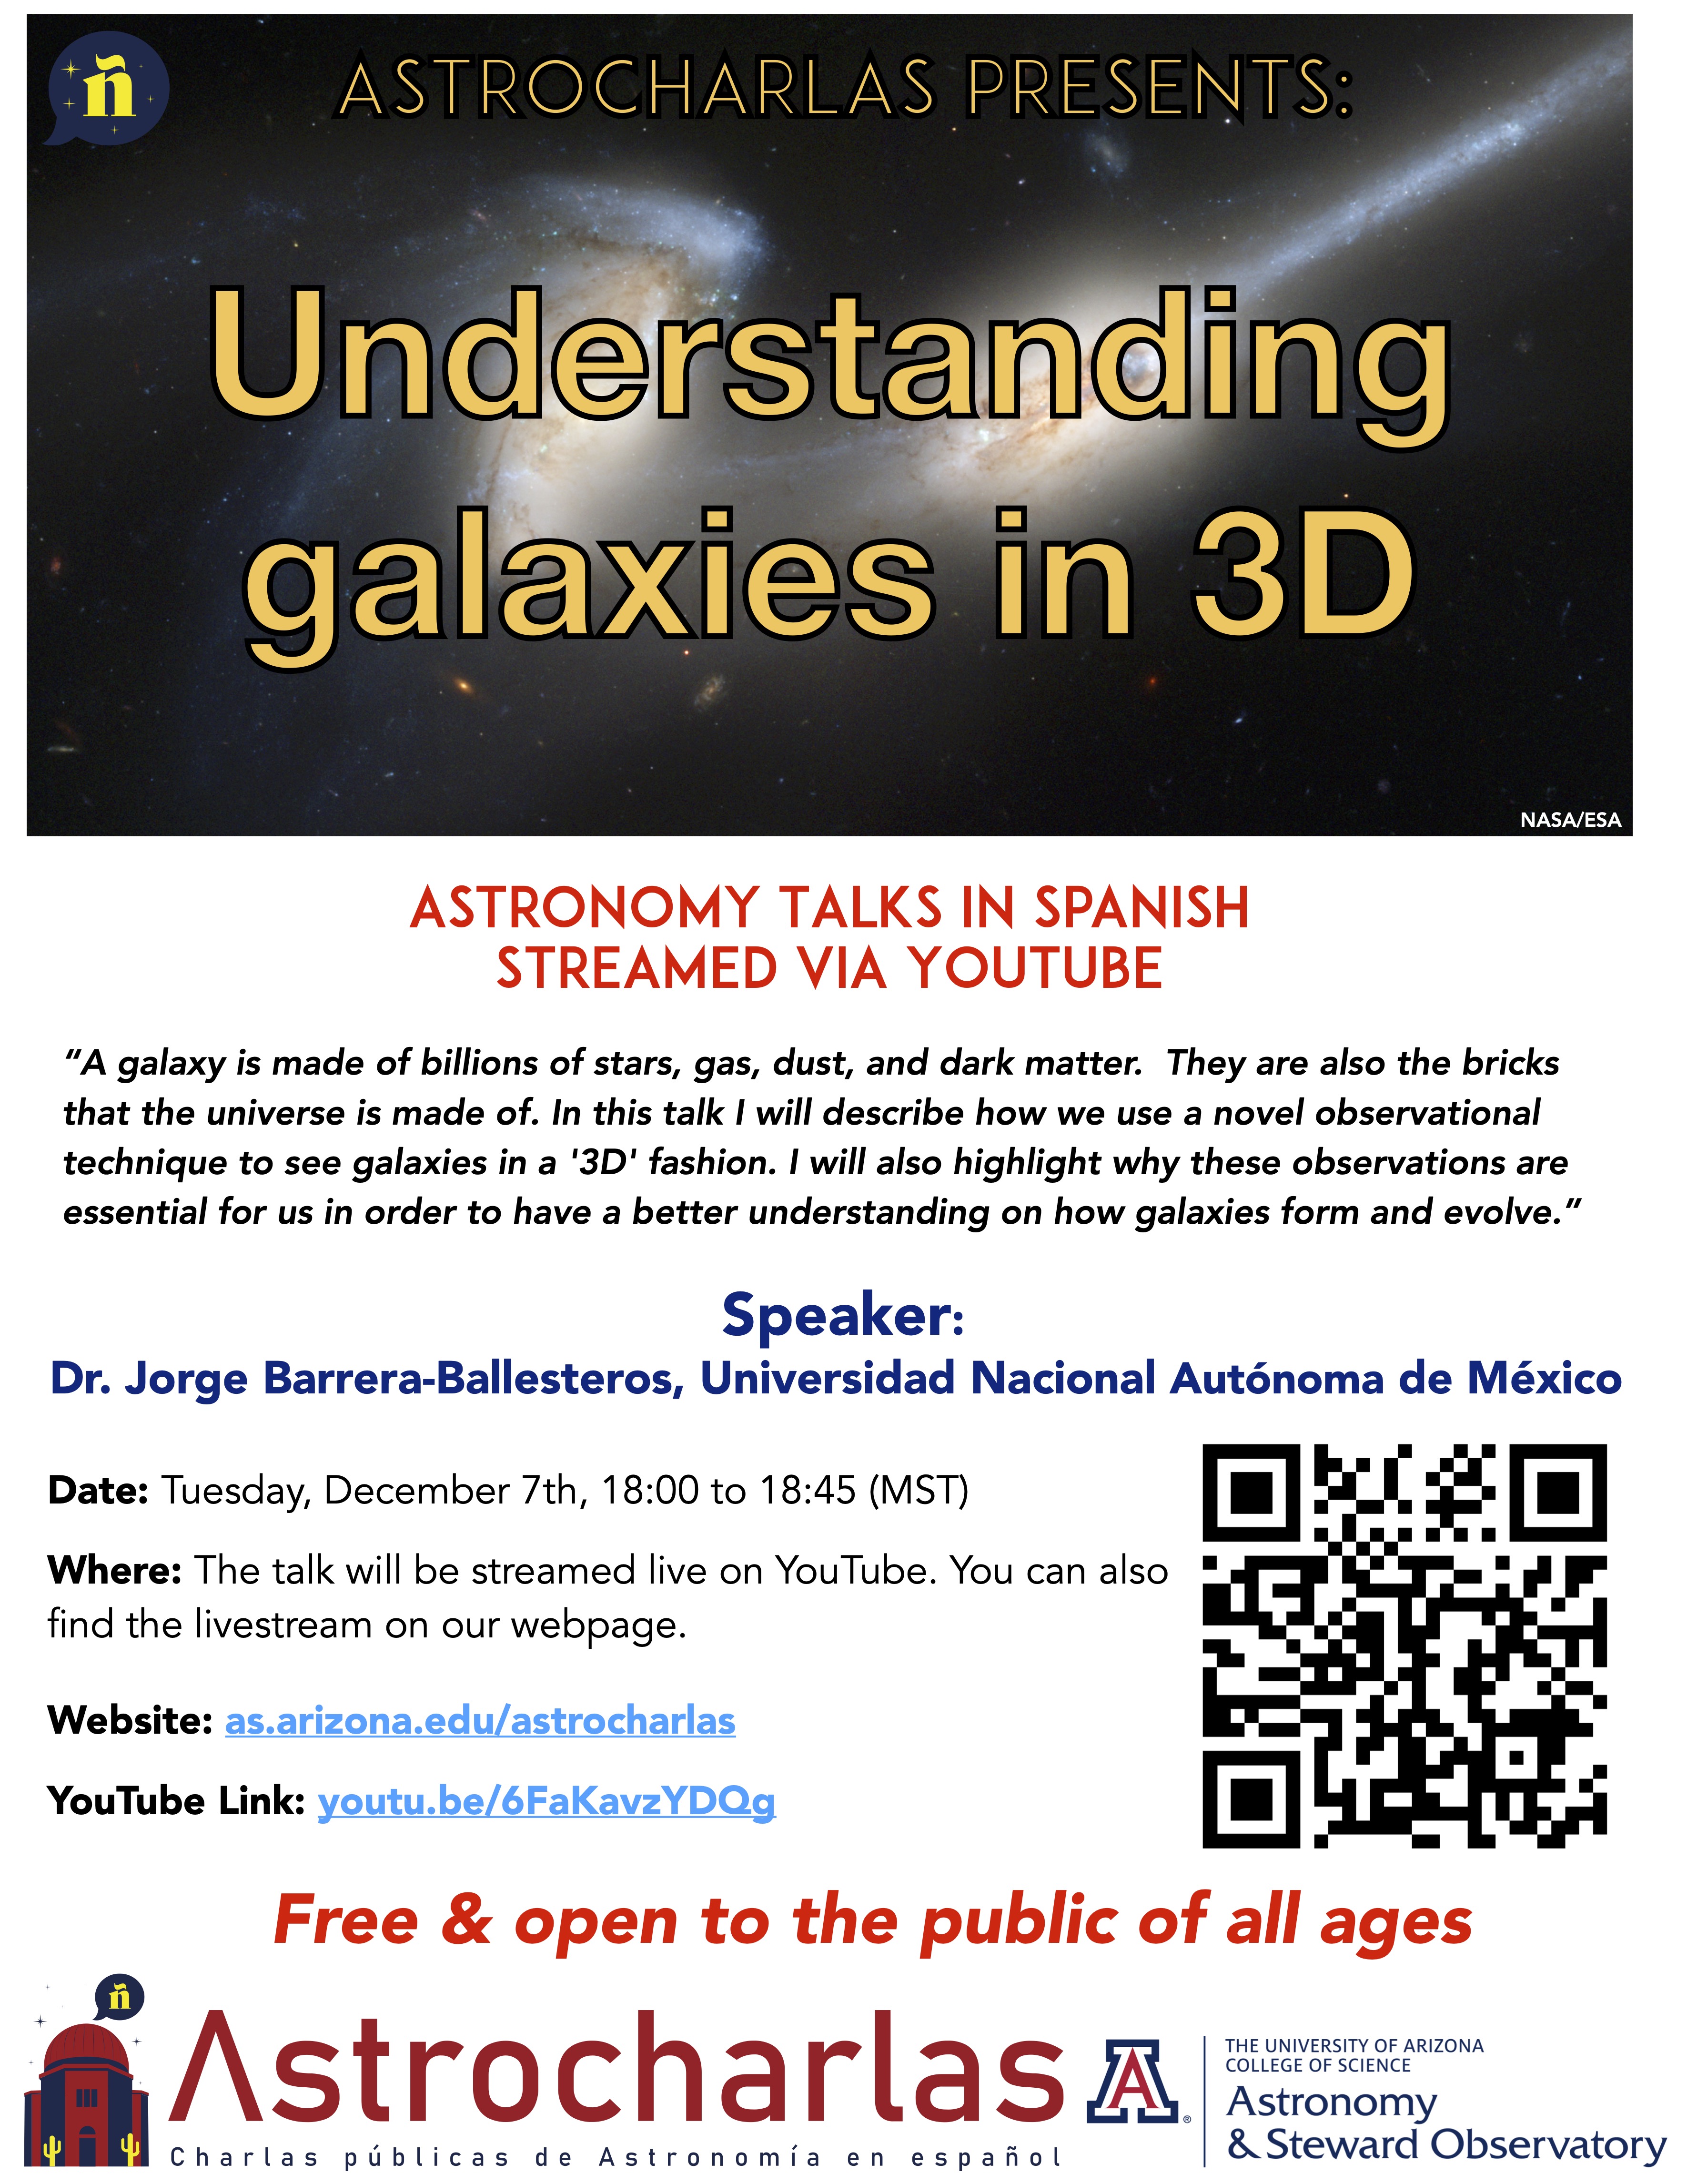 ñ
ASTROCHARLAS PRESENTS:
Understanding
galaxies in 3D
NASA/ESA
ASTRONOMY TALKS IN SPANISH
STREAMED VIA YOUTUBE
“A galaxy is made of billions of stars, gas, dust, and dark matter.  They are also the bricks
that the universe is made of. In this talk I will describe how we use a novel observational
technique to see galaxies in a '3D' fashion. I will also highlight why these observations are
essential for us in order to have a better understanding on how galaxies form and evolve.”
Speaker:
Dr. Jorge Barrera-Ballesteros, Universidad Nacional Autónoma de México
Date: Tuesday, December 7th, 18:00 to 18:45 (MST)
Where: The talk will be streamed live on YouTube. You can also
find the livestream on our webpage.
Website: as.arizona.edu/astrocharlas
YouTube Link: youtu.be/6FaKavzYDQg
Free & open to the public of all ages
ñ
Astrocharlas
Charlas públicas de Astronomía en español
A®
THE UNIVERSITY OF ARIZONA
COLLEGE OF SCIENCE
Astronomy
& Steward Observatory